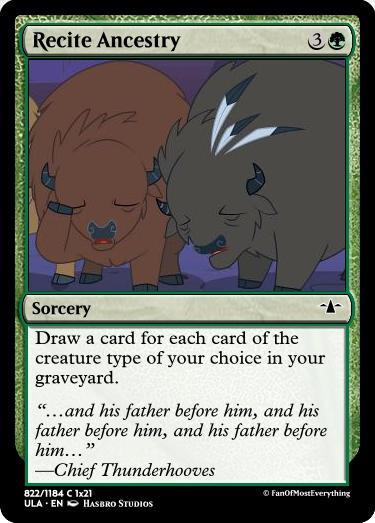 Recite Ancestry 3
Sorcery
Draw a card for each card of the
creature type of your choice in your
graveyard.
“…and his father before him, and his
father before him, and his father before
him…”
—Chief Thunderhooves
822/1184 C 1x21
ULA • EN Hasbro Studios
© FanOfMostEverything